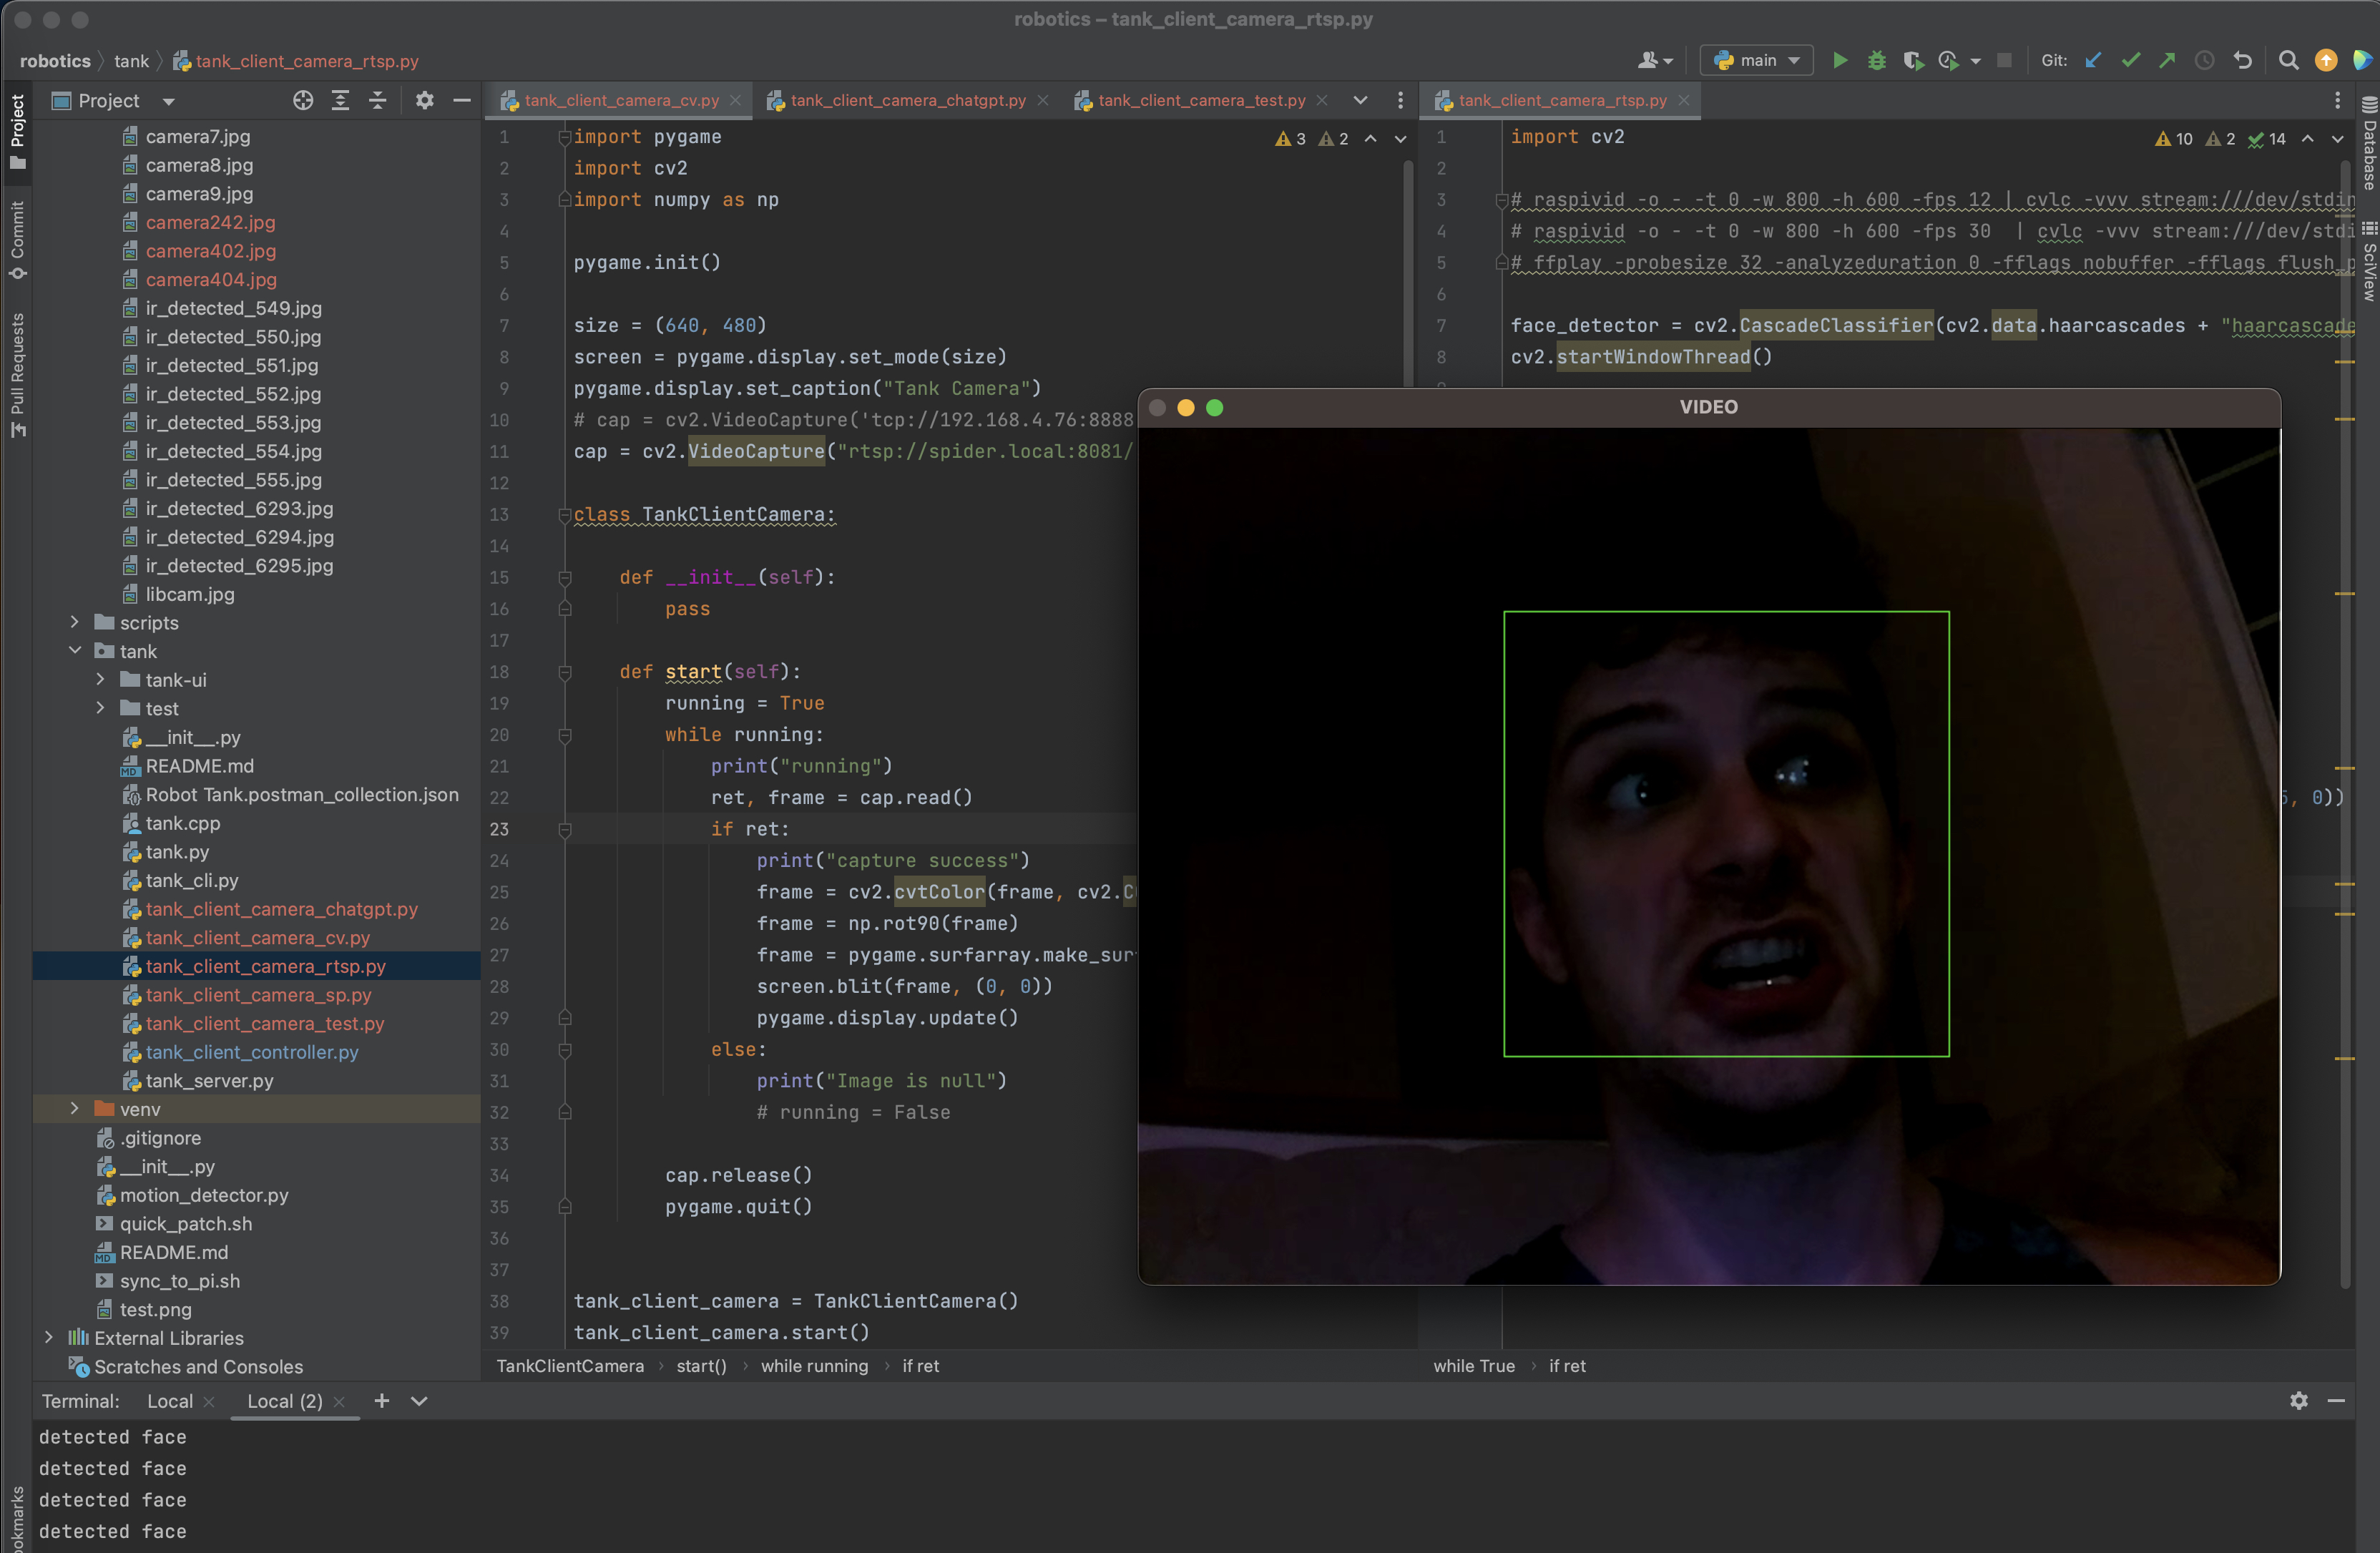 robotics – tank_client_camera_rtsp.py
robotics tank tank_client_camera_rtsp.py
main
Git:
Project
camera7.jpg
camera8.jpg
camera9.jpg
camera242.jpg
camera402.jpg
camera404.jpg
ir_detected_549.jpg
ir_detected_550.jpg
ir_detected_551.jpg
ir_detected_552.jpg
ir_detected_553.jpg
ir_detected_554.jpg
ir_detected_555.jpg
ir_detected_6293.jpg
ir_detected_6294.jpg
ir_detected_6295.jpg
libcam.jpg
scripts
tank
tank-ui
test
__init__.py
README.md
Robot Tank.postman_collection.json
tank.cpp
tank.py
tank_cli.py
tank_client_camera_chatgpt.py
tank_client_camera_cv.py
tank_client_camera_rtsp.py
tank_client_camera_sp.py
tank_client_camera_test.py
tank_client_controller.py
tank_server.py
venv
.gitignore
__init__.py
motion_detector.py
quick_patch.sh
README.md
sync_to_pi.sh
test.png
External Libraries
Scratches and Consoles
Project
Commit
Pull Requests
ookmarks
tank_client_camera_cv.py tank_client_camera_chatgpt.py tank_client_camera_test.py
3 2
1 import pygame
2 import cv2
3 import numpy as np
4
5 pygame.init()
6
7 size = (640, 480)
8 screen = pygame.display.set_mode(size)
9 pygame.display.set_caption("Tank Camera")
10 # cap = cv2.VideoCapture('tcp://192.168.4.76:8888
11 cap = cv2.VideoCapture("rtsp://spider.local:8081/
12
13 class TankClientCamera:
14
15 def __init__(self):
16 pass
17
18 def start(self):
19 running = True
20 while running:
21 print("running")
22 ret, frame = cap.read()
23 if ret:
24 print("capture success")
25 frame = cv2.cvtColor(frame, cv2.C
26 frame = np.rot90(frame)
27 frame = pygame.surfarray.make_sur
28 screen.blit(frame, (0, 0))
29 pygame.display.update()
30 else:
31 print("Image is null")
32 # running = False
33
34 cap.release()
35 pygame.quit()
36
37
38 tank_client_camera = TankClientCamera()
39 tank_client_camera.start()
TankClientCamera start() while running if ret
tank_client_camera_rtsp.py
10 2 14
1 import cv2
2
3 # raspivid -o - -t 0 -w 800 -h 600 -fps 12 | cvlc -vvv stream:///dev/stdin
4 # raspivid -o - -t 0 -w 800 -h 600 -fps 30 | cvlc -vvv stream:///dev/stdi
5 # ffplay -probesize 32 -analyzeduration 0 -fflags nobuffer -fflags flush_p
6
7 face_detector = cv2.CascadeClassifier(cv2.data.haarcascades + "haarcascade
8 cv2.startWindowThread()
, 0))
while True if ret
VIDEO
Database
SciView
Terminal: Local Local (2)
detected face
detected face
detected face
detected face